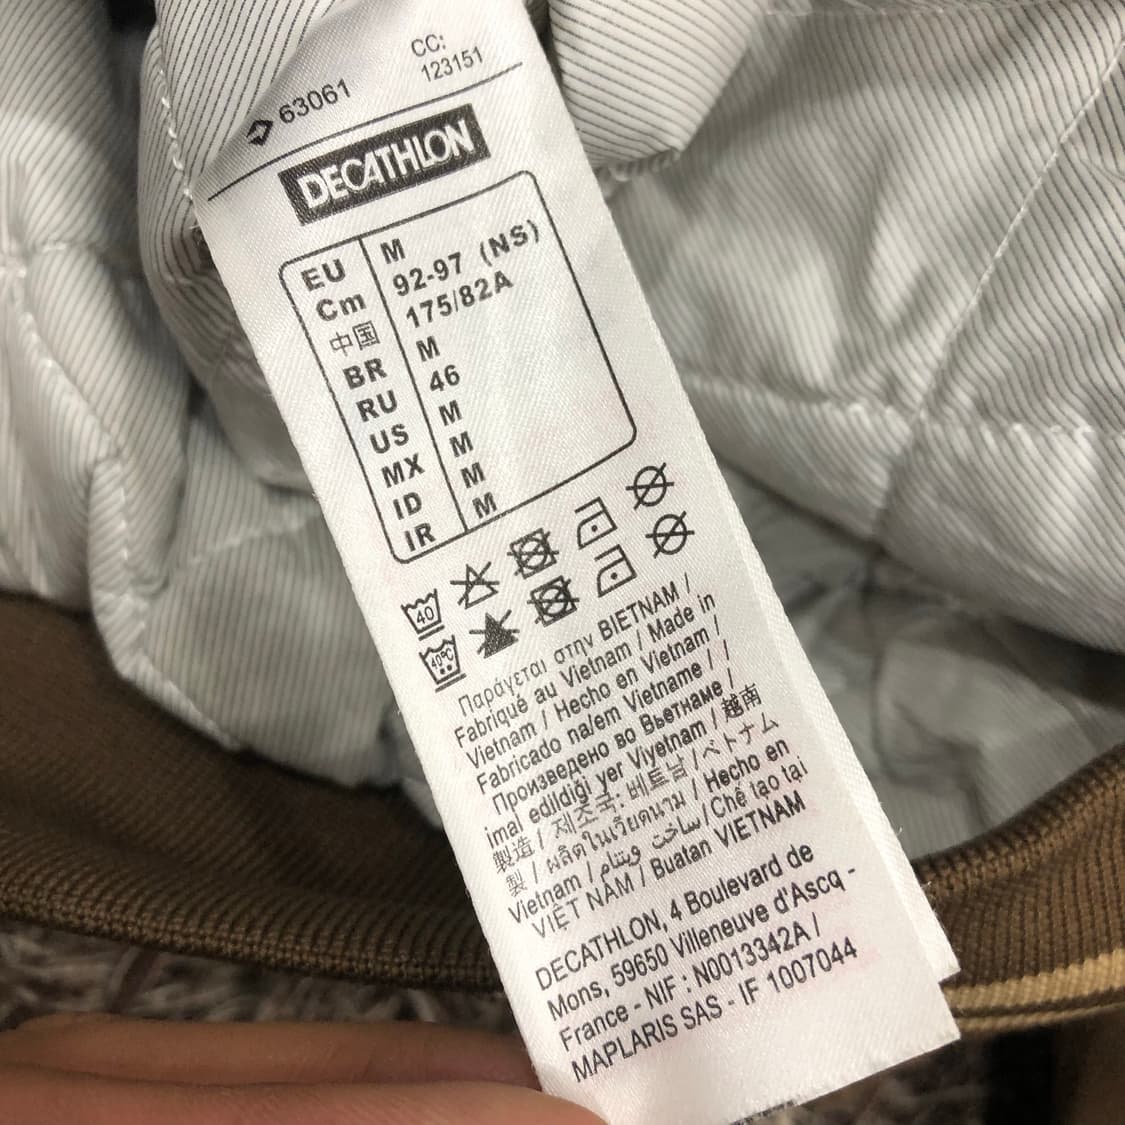 63061 CC: 123151
DECATHLON
EU M
Cm 92-97 (NS)
中国 175/82A
BR M
RU 46
US M
MX M
ID M
IR M
40
40°C
Παράγεται στην ΒΙΕΤΝΑΜ /
Fabriqué au Vietnam / Made in
Vietnam / Hecho en Vietnam /
Fabricado na/em Vietname / /
Произведено во Вьетнаме /
imal edildiği yer Viyetnam / 越南
製造 / 제조국: 베트남 / ベトナム
製 / ผลิตในเวียดนาม / Hecho en
Vietnam / ساخت ويتنام / Chế tạo tại
VIỆT NAM / Buatan VIETNAM
DECATHLON, 4 Boulevard de
Mons, 59650 Villeneuve d'Ascq -
France - NIF : N0013342A /
MAPLARIS SAS - IF 1007044